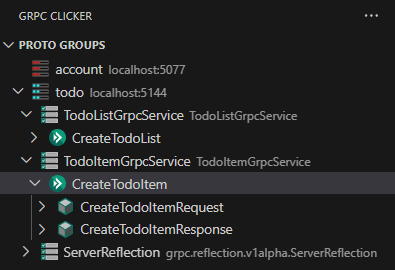 GRPC CLICKER
PROTO GROUPS
account localhost:5077
todo localhost:5144
TodoListGrpcService TodoListGrpcService
CreateTodoList
TodoItemGrpcService TodoItemGrpcService
CreateTodoItem
CreateTodoItemRequest
CreateTodoItemResponse
ServerReflection grpc.reflection.v1alpha.ServerReflection